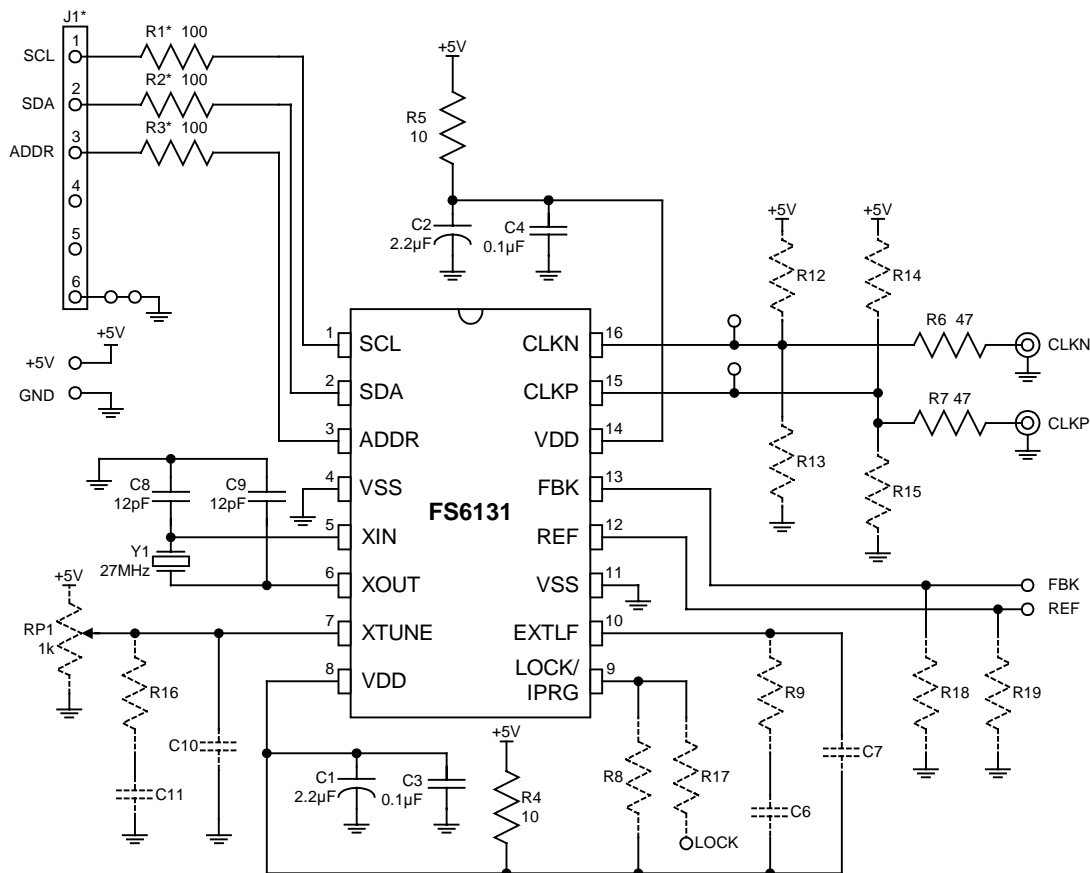 J1*
SCL
1
R1* 100
SDA
2
R2* 100
ADDR
3
R3* 100
4
5
6
+5V
+5V
GND
+5V
R5
10
C2
2.2µF
C4
0.1µF
+5V
+5V
R12
R14
R6 47
CLKN
R7 47
CLKP
R13
R15
FS6131
1
SCL
2
SDA
3
ADDR
4
VSS
5
XIN
6
XOUT
7
XTUNE
8
VDD
CLKN
16
CLKP
15
VDD
14
FBK
13
REF
12
VSS
11
EXTLF
10
LOCK/
IPRG
9
C8
12pF
C9
12pF
Y1
27MHz
+5V
RP1
1k
R16
C10
C11
C1
2.2µF
C3
0.1µF
+5V
R4
10
R8
R17
LOCK
R9
C6
C7
FBK
REF
R18
R19